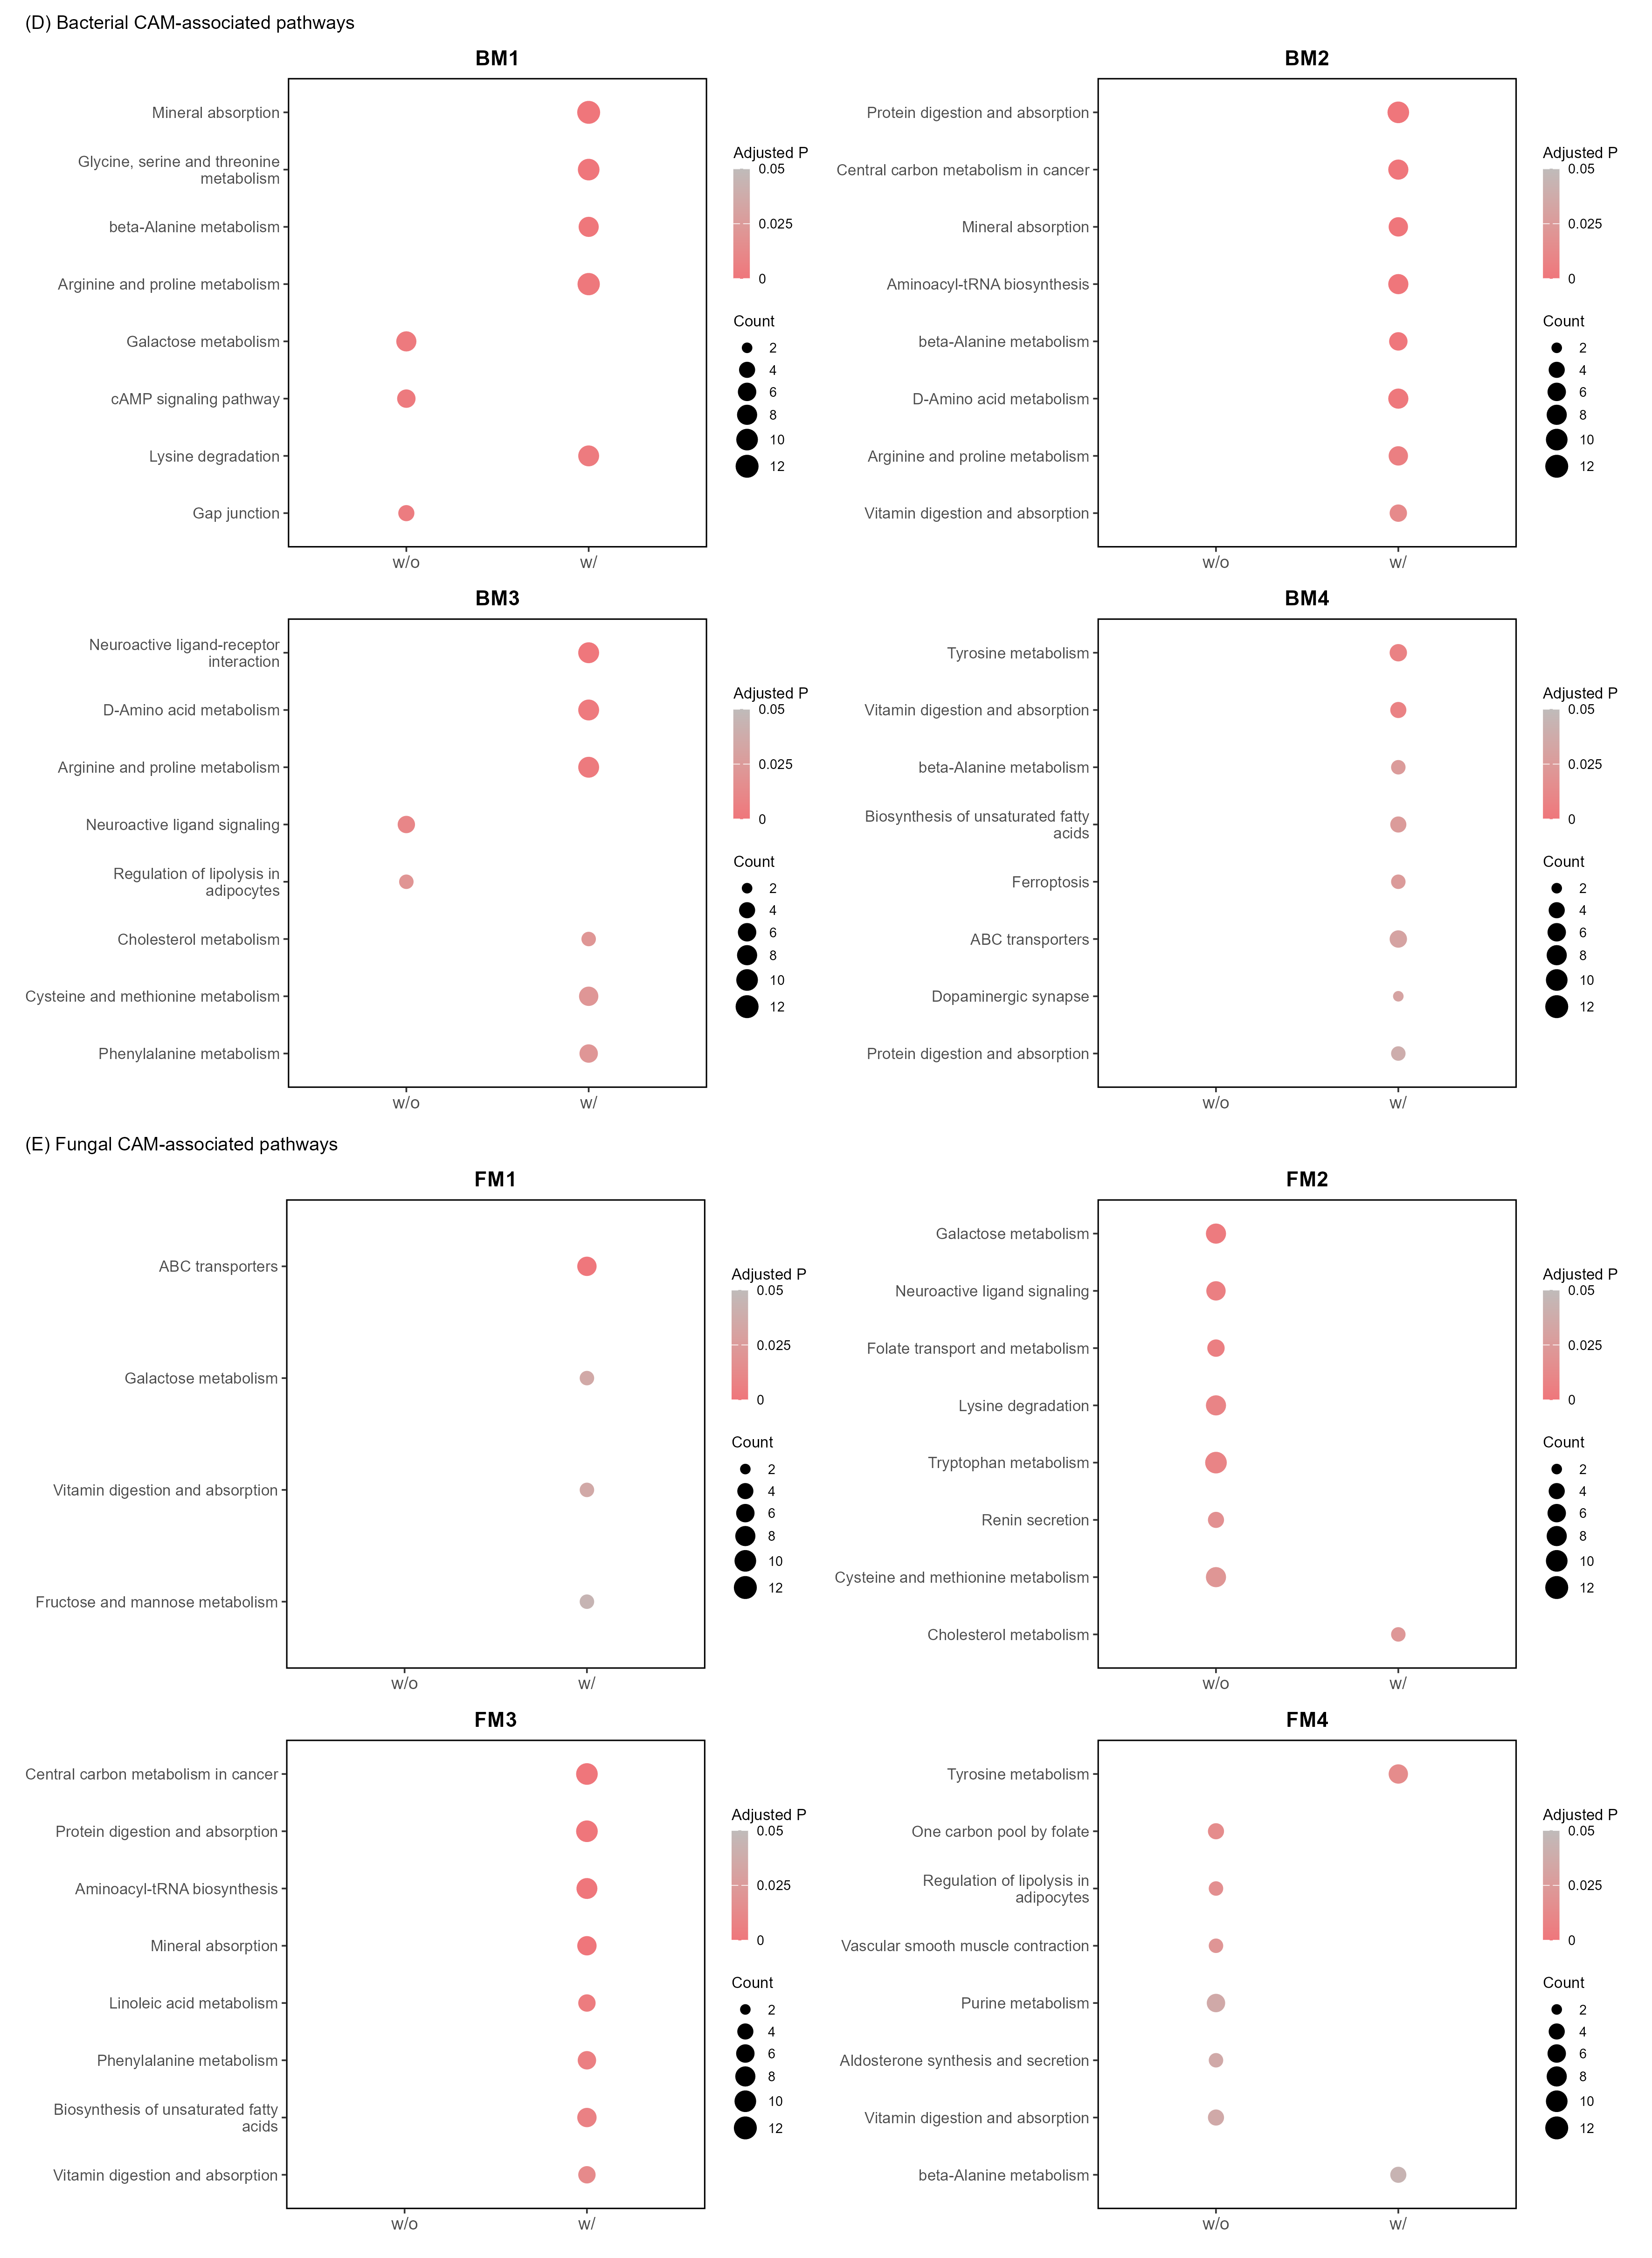 (D) Bacterial CAM-associated pathways
BM1
Mineral absorption
Glycine, serine and threonine
metabolism
beta-Alanine metabolism
Arginine and proline metabolism
Galactose metabolism
cAMP signaling pathway
Lysine degradation
Gap junction
w/o
w/
Adjusted P
0.05
0.025
0
Count
2
4
6
8
10
12
BM2
Protein digestion and absorption
Central carbon metabolism in cancer
Mineral absorption
Aminoacyl-tRNA biosynthesis
beta-Alanine metabolism
D-Amino acid metabolism
Arginine and proline metabolism
Vitamin digestion and absorption
w/o
w/
Adjusted P
0.05
0.025
0
Count
2
4
6
8
10
12
BM3
Neuroactive ligand-receptor
interaction
D-Amino acid metabolism
Arginine and proline metabolism
Neuroactive ligand signaling
Regulation of lipolysis in
adipocytes
Cholesterol metabolism
Cysteine and methionine metabolism
Phenylalanine metabolism
w/o
w/
Adjusted P
0.05
0.025
0
Count
2
4
6
8
10
12
BM4
Tyrosine metabolism
Vitamin digestion and absorption
beta-Alanine metabolism
Biosynthesis of unsaturated fatty
acids
Ferroptosis
ABC transporters
Dopaminergic synapse
Protein digestion and absorption
w/o
w/
Adjusted P
0.05
0.025
0
Count
2
4
6
8
10
12
(E) Fungal CAM-associated pathways
FM1
ABC transporters
Galactose metabolism
Vitamin digestion and absorption
Fructose and mannose metabolism
w/o
w/
Adjusted P
0.05
0.025
0
Count
2
4
6
8
10
12
FM2
Galactose metabolism
Neuroactive ligand signaling
Folate transport and metabolism
Lysine degradation
Tryptophan metabolism
Renin secretion
Cysteine and methionine metabolism
Cholesterol metabolism
w/o
w/
Adjusted P
0.05
0.025
0
Count
2
4
6
8
10
12
FM3
Central carbon metabolism in cancer
Protein digestion and absorption
Aminoacyl-tRNA biosynthesis
Mineral absorption
Linoleic acid metabolism
Phenylalanine metabolism
Biosynthesis of unsaturated fatty
acids
Vitamin digestion and absorption
w/o
w/
Adjusted P
0.05
0.025
0
Count
2
4
6
8
10
12
FM4
Tyrosine metabolism
One carbon pool by folate
Regulation of lipolysis in
adipocytes
Vascular smooth muscle contraction
Purine metabolism
Aldosterone synthesis and secretion
Vitamin digestion and absorption
beta-Alanine metabolism
w/o
w/
Adjusted P
0.05
0.025
0
Count
2
4
6
8
10
12